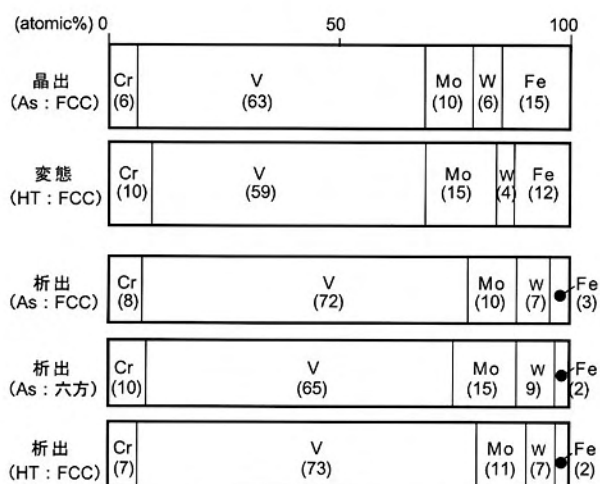 (atomic%) 0 50 100
晶出 Cr V Mo W Fe
(As : FCC) (6) (63) (10) (6) (15)
変態 Cr V Mo W Fe
(HT : FCC) (10) (59) (15) (4) (12)
析出 Cr V Mo W Fe
(As : FCC) (8) (72) (10) (7) (3)
析出 Cr V Mo W Fe
(As : 六方) (10) (65) (15) 9) (2)
析出 Cr V Mo W Fe
(HT : FCC) (7) (73) (11) (7) (2)